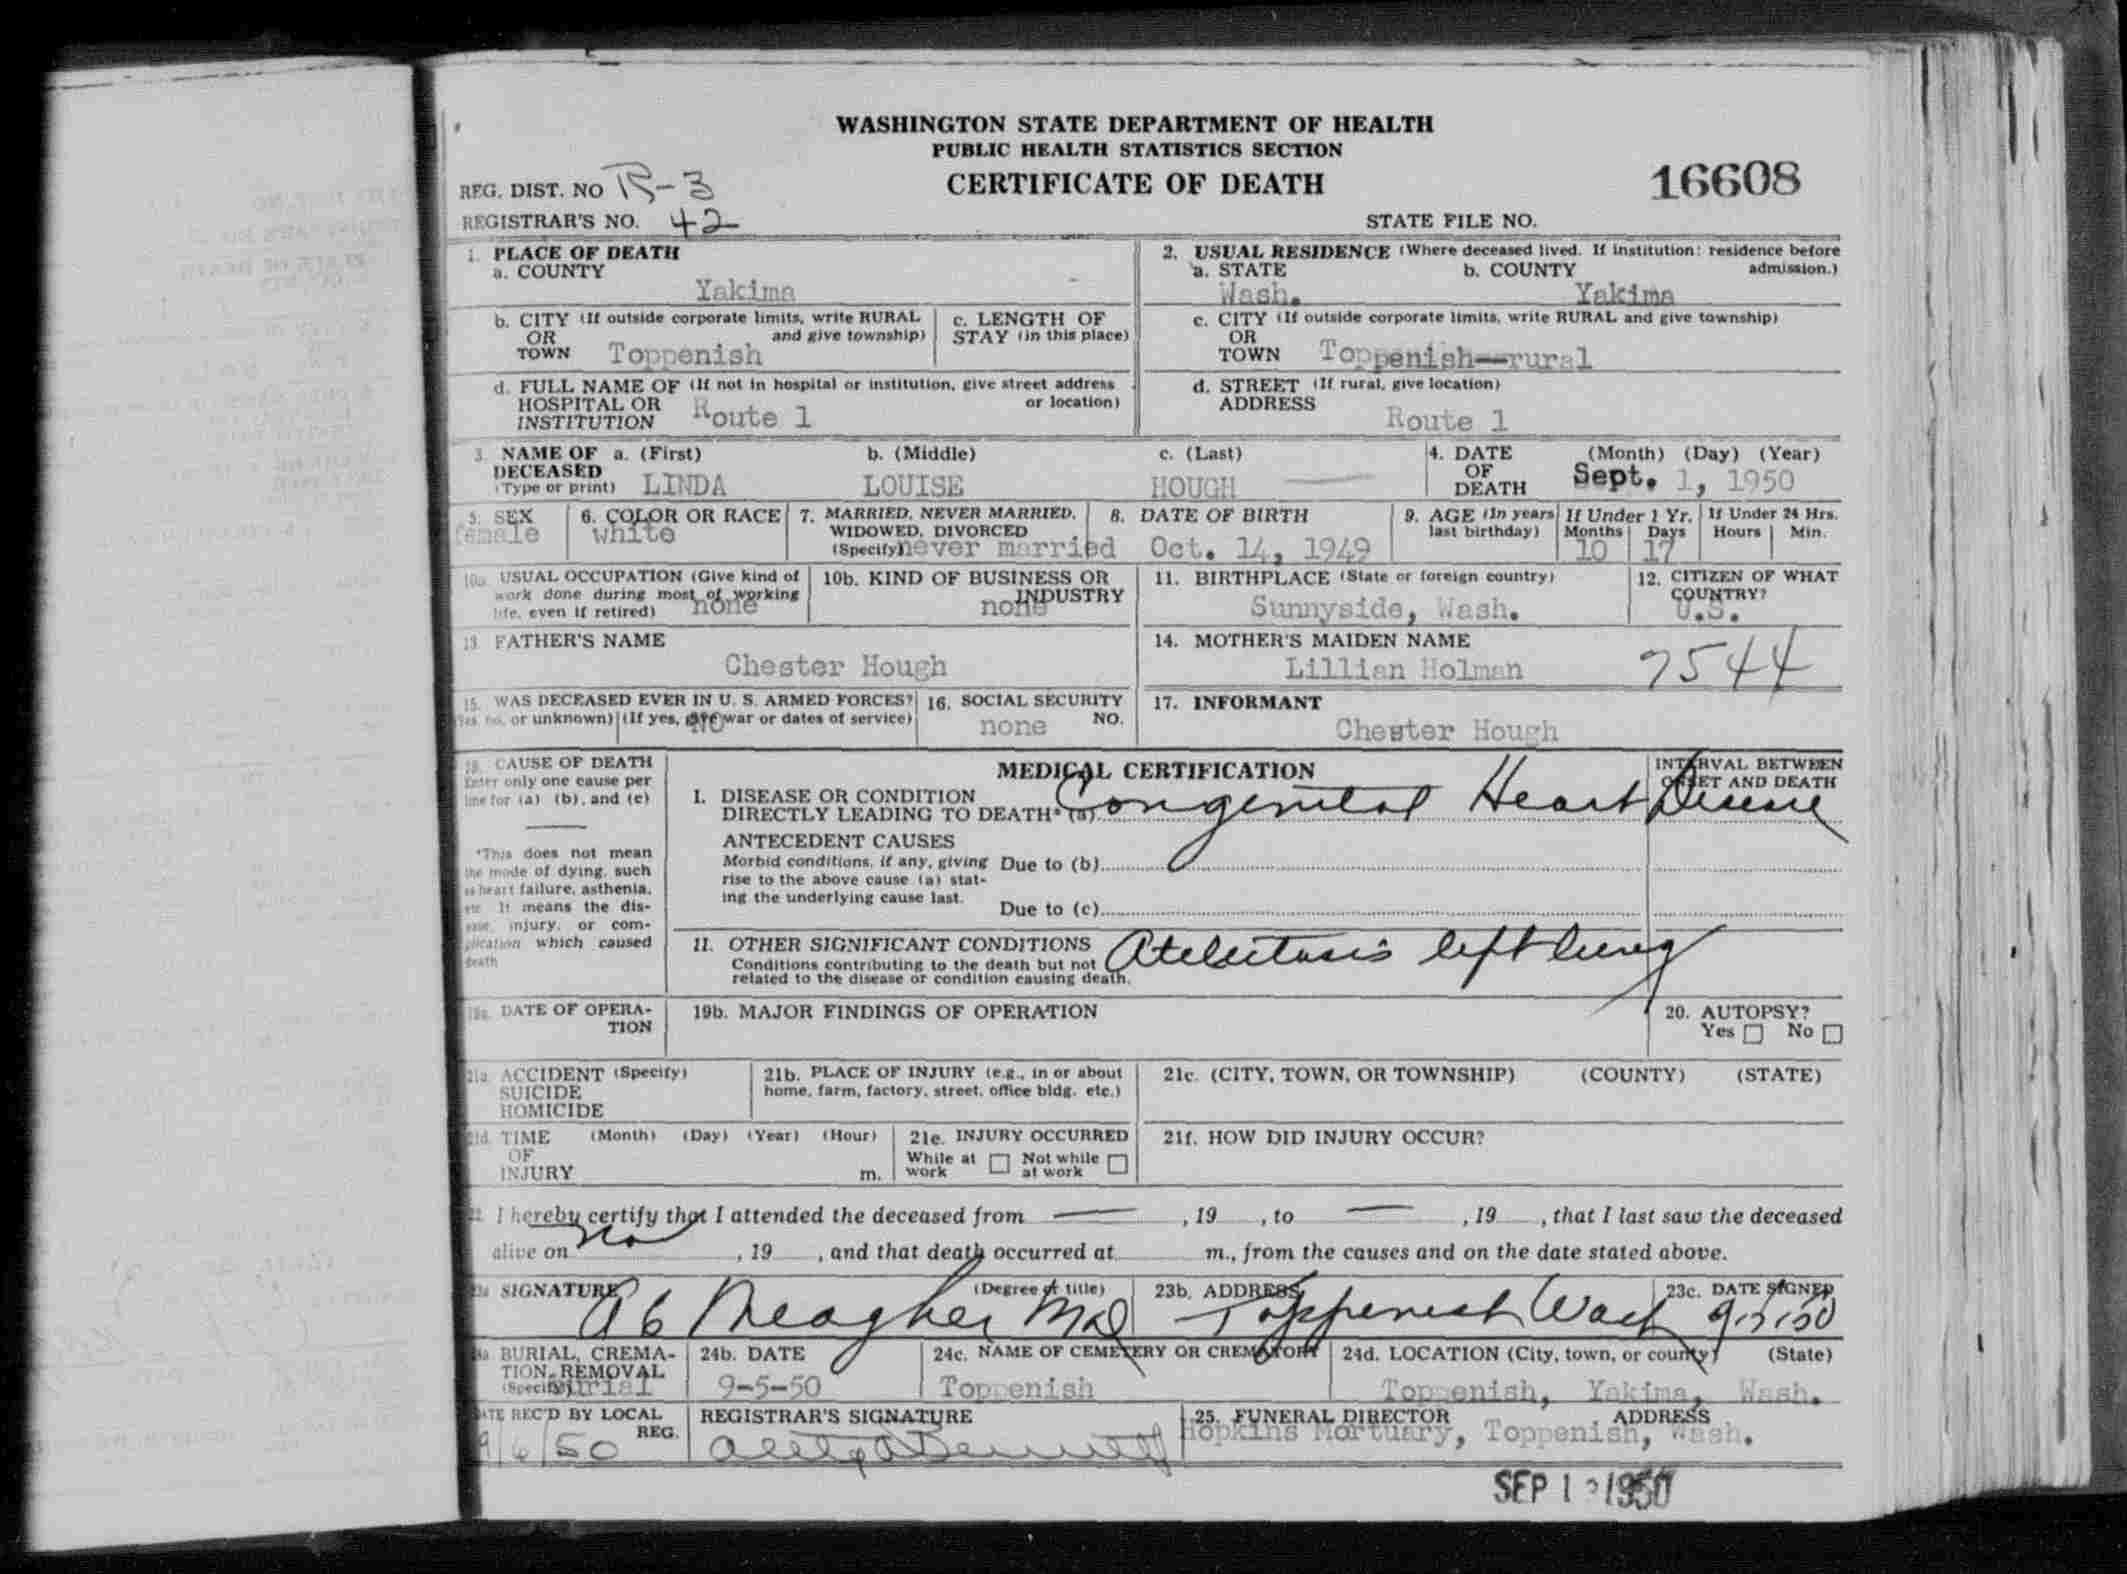 WASHINGTON STATE DEPARTMENT OF HEALTH
PUBLIC HEALTH STATISTICS SECTION
CERTIFICATE OF DEATH
16608
REG. DIST. NO R-3
REGISTRAR'S NO. 42
STATE FILE NO.
1. PLACE OF DEATH
a. COUNTY
Yakima
2. USUAL RESIDENCE (Where deceased lived. If institution: residence before admission.)
a. STATE b. COUNTY
Wash. Yakima
b. CITY (If outside corporate limits, write RURAL and give township)
OR
TOWN Toppenish
c. LENGTH OF
STAY (in this place)
c. CITY (If outside corporate limits, write RURAL and give township)
OR
TOWN Toppenish--rural
d. FULL NAME OF (If not in hospital or institution, give street address or location)
HOSPITAL OR
INSTITUTION Route 1
d. STREET (If rural, give location)
ADDRESS
Route 1
3. NAME OF DECEASED (Type or print)
a. (First) b. (Middle) c. (Last)
LINDA LOUISE HOUGH
4. DATE OF DEATH (Month) (Day) (Year)
Sept. 1, 1950
5. SEX
female
6. COLOR OR RACE
white
7. MARRIED, NEVER MARRIED,
WIDOWED, DIVORCED
(Specify) never married
8. DATE OF BIRTH
Oct. 14, 1949
9. AGE (In years last birthday)
If Under 1 Yr. Months Days
10 17
If Under 24 Hrs. Hours Min.
10a. USUAL OCCUPATION (Give kind of
work done during most of working
life, even if retired) none
10b. KIND OF BUSINESS OR
INDUSTRY
none
11. BIRTHPLACE (State or foreign country)
Sunnyside, Wash.
12. CITIZEN OF WHAT
COUNTRY?
U.S.
13. FATHER'S NAME
Chester Hough
14. MOTHER'S MAIDEN NAME
Lillian Holman
7544
15. WAS DECEASED EVER IN U. S. ARMED FORCES?
(Yes, no, or unknown) (If yes, give war or dates of service)
no
16. SOCIAL SECURITY NO.
none
17. INFORMANT
Chester Hough
18. CAUSE OF DEATH
Enter only one cause per
line for (a) (b), and (c)
*This does not mean
the mode of dying, such
as heart failure, asthenia,
etc. It means the dis-
ease, injury, or com-
plication which caused
death
MEDICAL CERTIFICATION
INTERVAL BETWEEN
ONSET AND DEATH
I. DISEASE OR CONDITION
DIRECTLY LEADING TO DEATH* (a) Congenital Heart Disease
ANTECEDENT CAUSES
Morbid conditions, if any, giving
rise to the above cause (a) stat-
ing the underlying cause last.
Due to (b)
Due to (c)
II. OTHER SIGNIFICANT CONDITIONS
Conditions contributing to the death but not
related to the disease or condition causing death.
Atelectasis left lung
19a. DATE OF OPERA-
TION
19b. MAJOR FINDINGS OF OPERATION
20. AUTOPSY?
Yes No
21a. ACCIDENT (Specify)
SUICIDE
HOMICIDE
21b. PLACE OF INJURY (e.g., in or about
home, farm, factory, street, office bldg. etc.)
21c. (CITY, TOWN, OR TOWNSHIP) (COUNTY) (STATE)
21d. TIME (Month) (Day) (Year) (Hour)
OF
INJURY m.
21e. INJURY OCCURRED
While at work Not while at work
21f. HOW DID INJURY OCCUR?
22. I hereby certify that I attended the deceased from — , 19 , to — , 19 , that I last saw the deceased
alive on , 19 , and that death occurred at m., from the causes and on the date stated above.
23a SIGNATURE (Degree or title)
Meagher MD
23b. ADDRESS
Toppenish Wash
23c. DATE SIGNED
24a. BURIAL, CREMA-
TION, REMOVAL
(Specify) burial
24b. DATE
9-5-50
24c. NAME OF CEMETERY OR CREMATORY
Toppenish
24d. LOCATION (City, town, or county) (State)
Toppenish, Yakima, Wash.
DATE REC'D BY LOCAL
REG.
9/6/50
REGISTRAR'S SIGNATURE
Bennett
25. FUNERAL DIRECTOR ADDRESS
Hopkins Mortuary, Toppenish, Wash.
SEP 1 1950